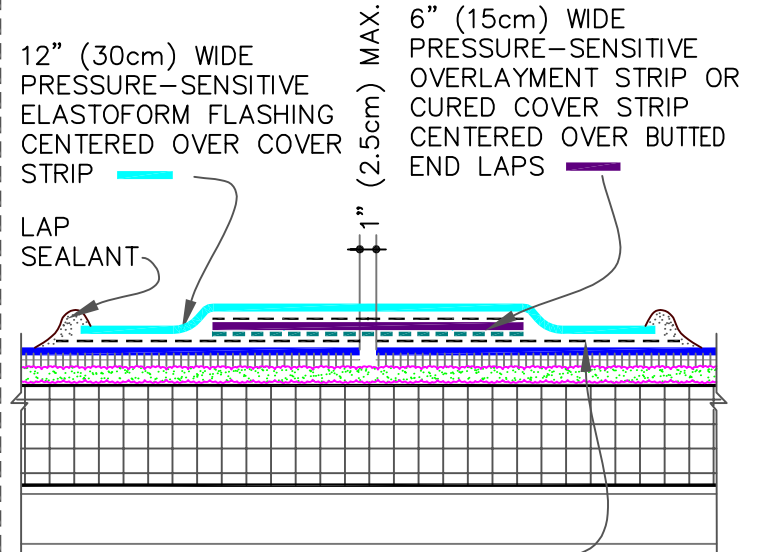 12” (30cm) WIDE
PRESSURE–SENSITIVE
ELASTOFORM FLASHING
CENTERED OVER COVER
STRIP
LAP
SEALANT
1” (2.5cm) MAX.
6” (15cm) WIDE
PRESSURE–SENSITIVE
OVERLAYMENT STRIP OR
CURED COVER STRIP
CENTERED OVER BUTTED
END LAPS